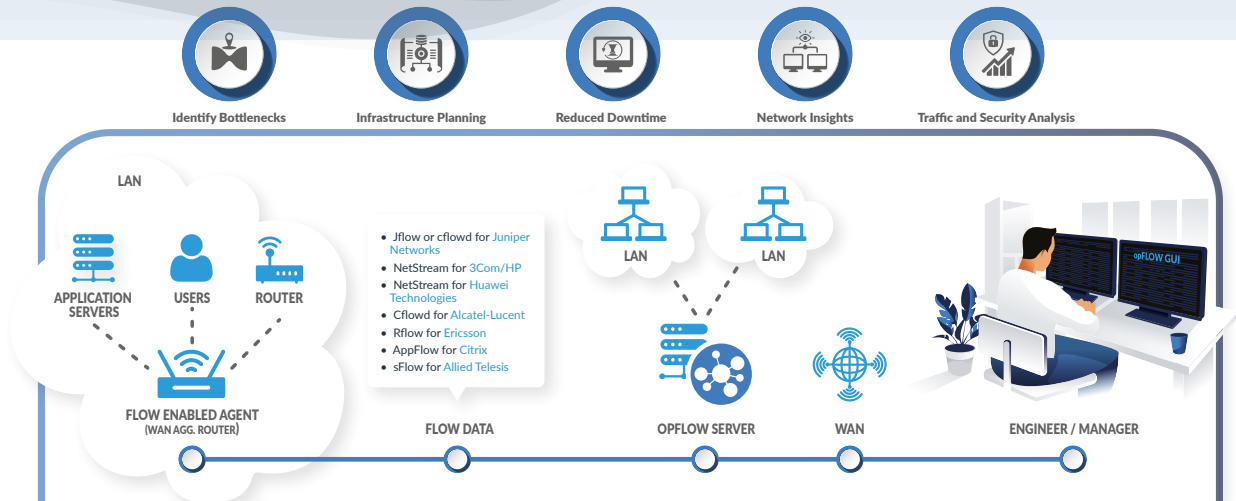 Identify Bottlenecks
Infrastructure Planning
Reduced Downtime
Network Insights
Traffic and Security Analysis
LAN
APPLICATION
SERVERS
USERS
ROUTER
FLOW ENABLED AGENT
(WAN AGG. ROUTER)
• Jflow or cflowd for Juniper
Networks
• NetStream for 3Com/HP
• NetStream for Huawei
Technologies
• Cflowd for Alcatel-Lucent
• Rflow for Ericsson
• AppFlow for Citrix
• sFlow for Allied Telesis
FLOW DATA
LAN
LAN
OPFLOW SERVER
WAN
opFLOW GUI
ENGINEER / MANAGER